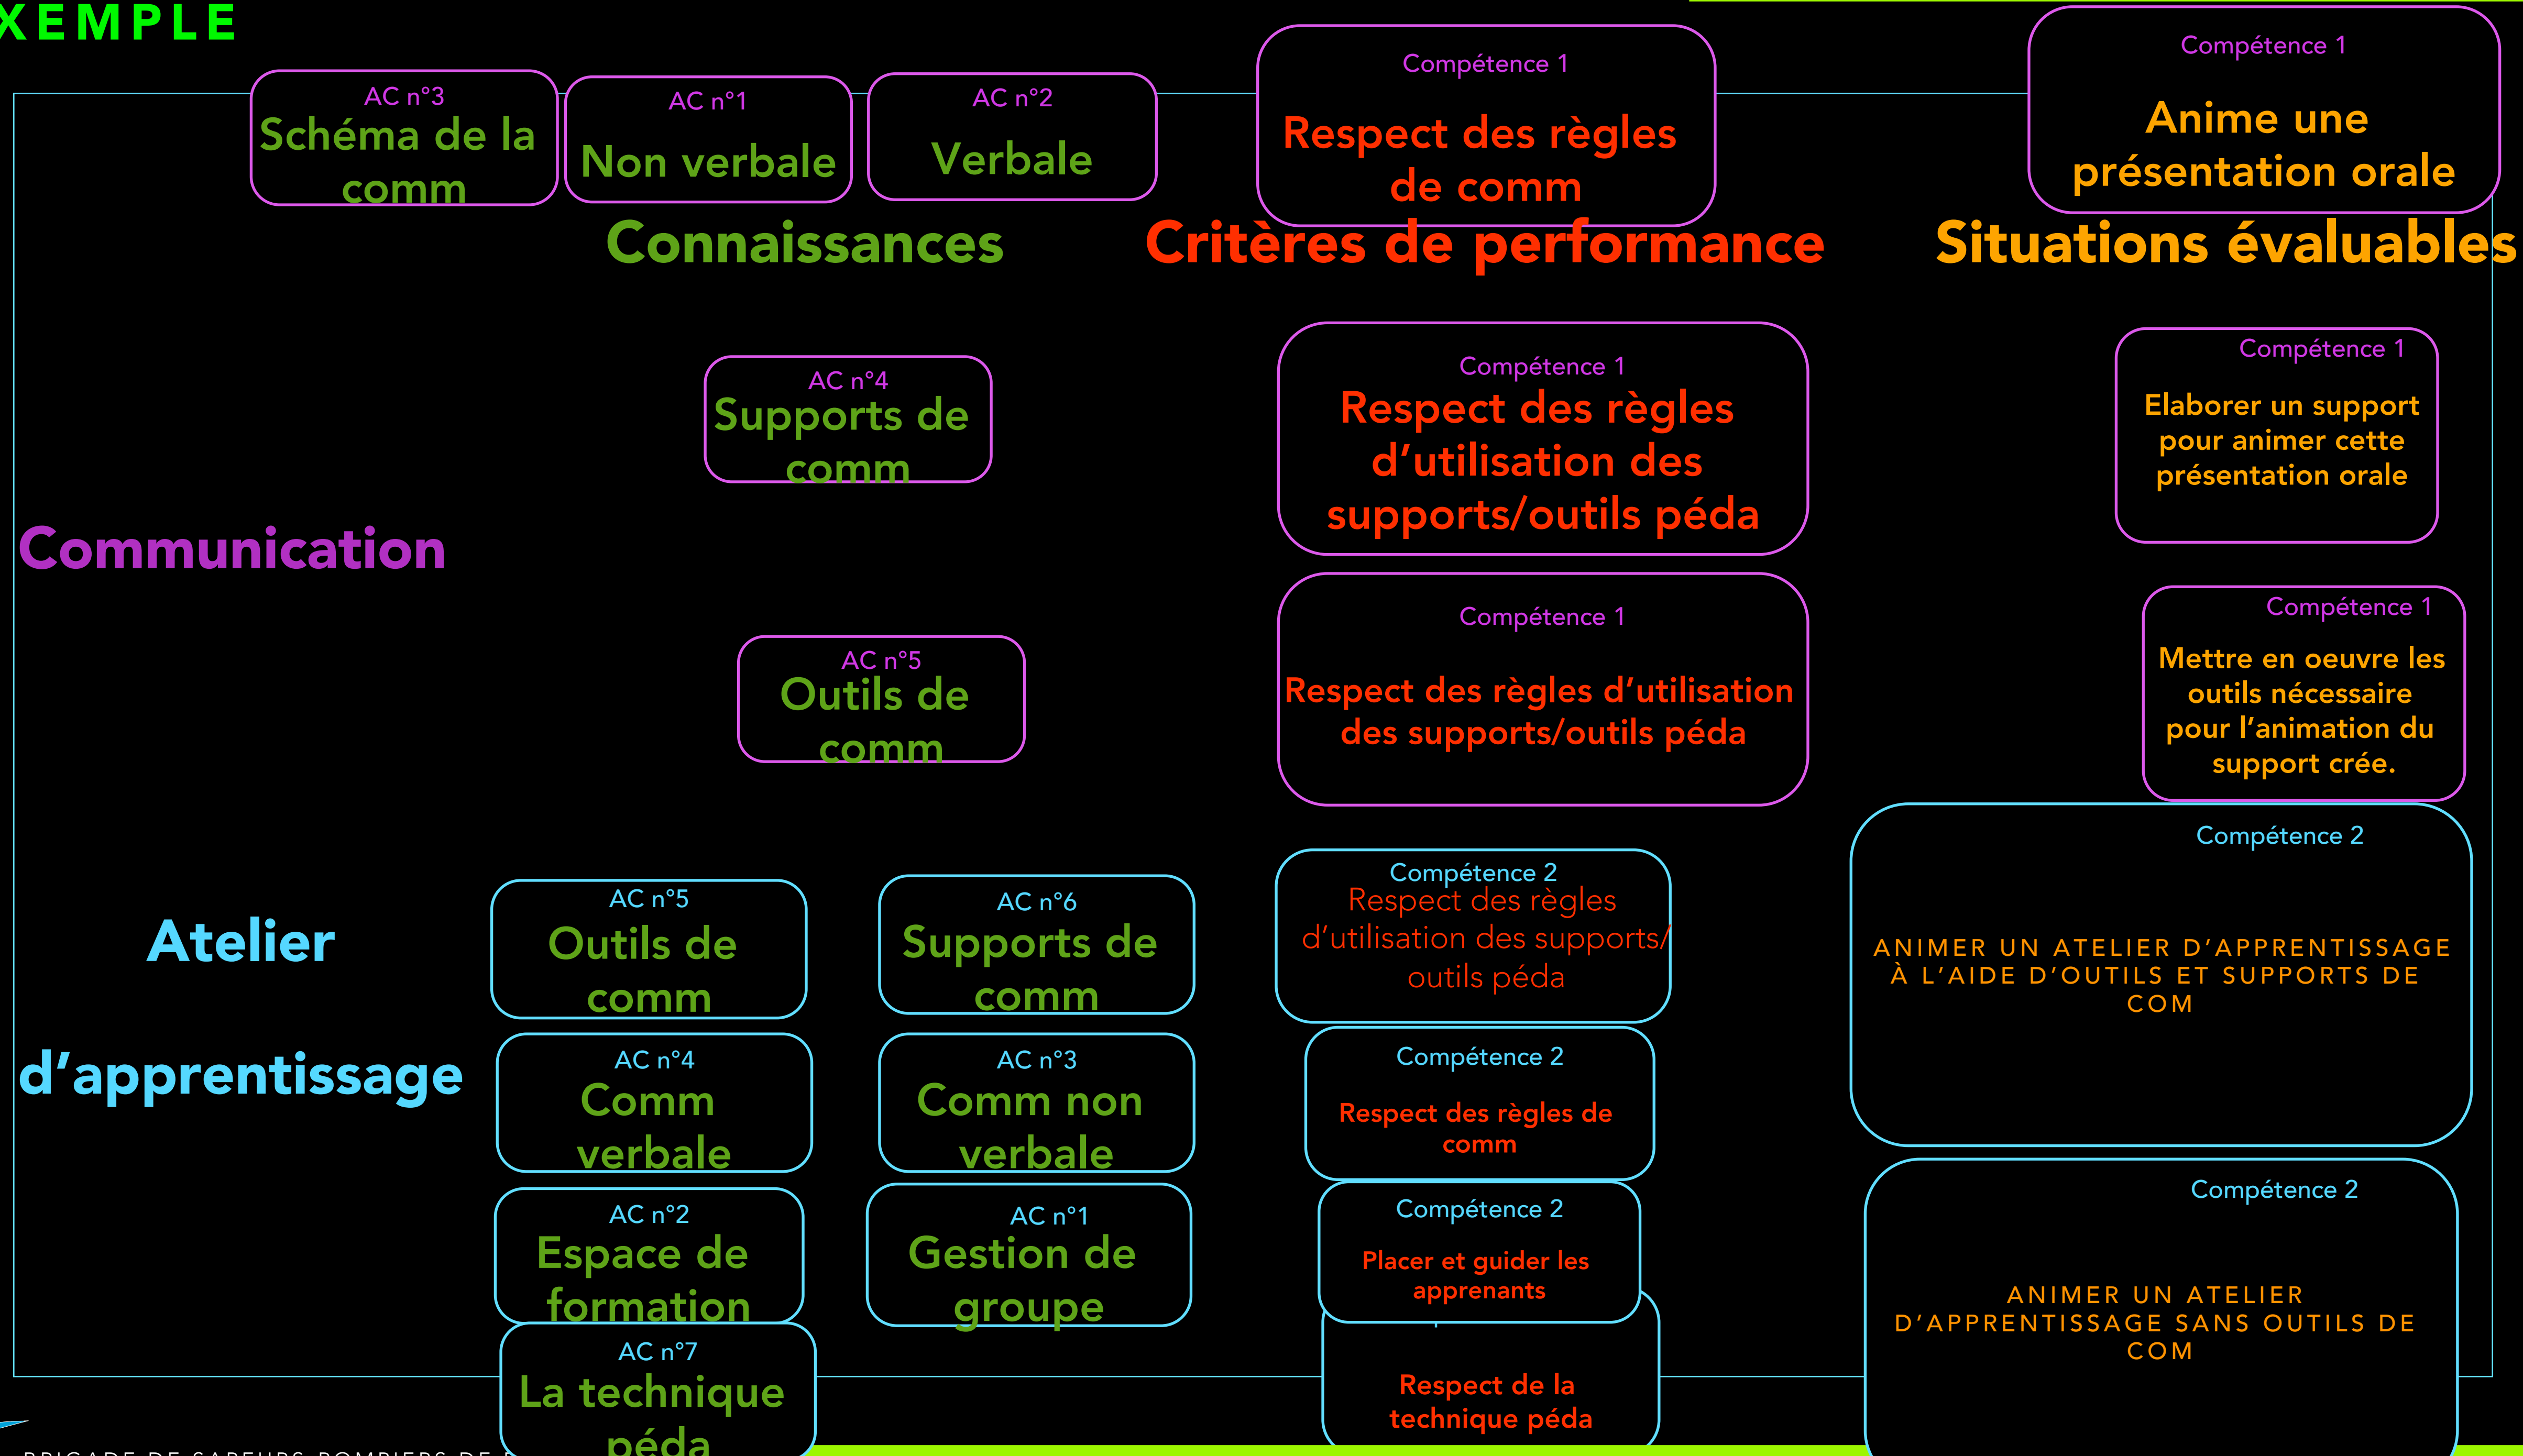 XEMPLE
AC n°3
Schéma de la
comm
AC n°1
Non verbale
AC n°2
Verbale
Compétence 1
Respect des règles
de comm
Compétence 1
Anime une
présentation orale
Connaissances
Critères de performance
Situations évaluables
Communication
AC n°4
Supports de
comm
Compétence 1
Respect des règles
d’utilisation des
supports/outils péda
Compétence 1
Elaborer un support
pour animer cette
présentation orale
AC n°5
Outils de
comm
Compétence 1
Respect des règles d’utilisation
des supports/outils péda
Compétence 1
Mettre en oeuvre les
outils nécessaire
pour l’animation du
support crée.
Atelier
d’apprentissage
AC n°5
Outils de
comm
AC n°6
Supports de
comm
Compétence 2
Respect des règles
d’utilisation des supports/
outils péda
Compétence 2
ANIMER UN ATELIER D’APPRENTISSAGE
À L’AIDE D’OUTILS ET SUPPORTS DE
COM
AC n°4
Comm
verbale
AC n°3
Comm non
verbale
Compétence 2
Respect des règles de
comm
AC n°2
Espace de
formation
AC n°1
Gestion de
groupe
Compétence 2
Placer et guider les
apprenants
Compétence 2
ANIMER UN ATELIER
D’APPRENTISSAGE SANS OUTILS DE
COM
AC n°7
La technique
péda
Respect de la
technique péda
BRIGADE DE SAPEURS POMPIERS DE